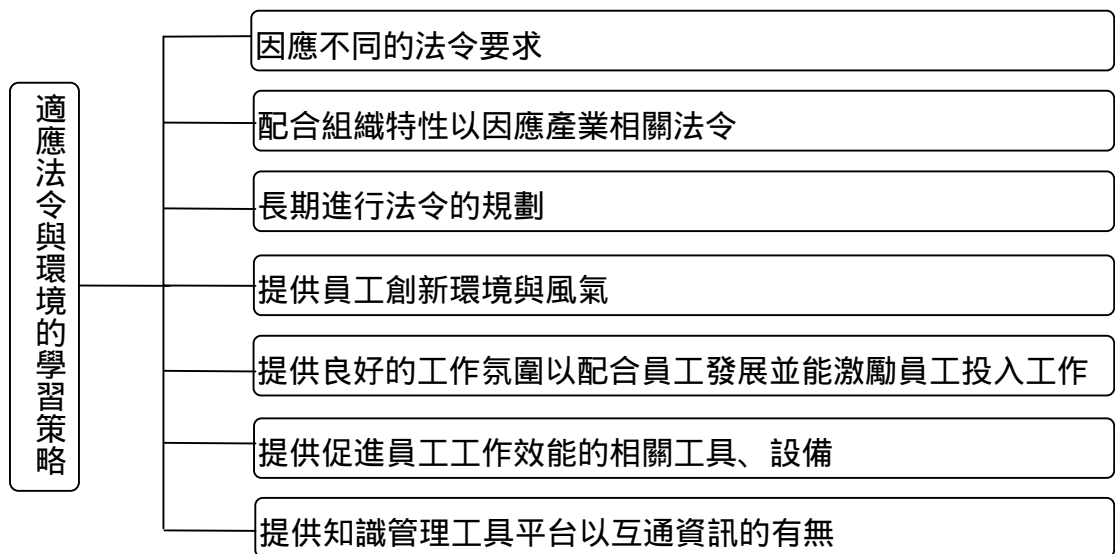 適應法令與環境的學習策略
因應不同的法令要求
配合組織特性以因應產業相關法令
長期進行法令的規劃
提供員工創新環境與風氣
提供良好的工作氛圍以配合員工發展並能激勵員工投入工作
提供促進員工工作效能的相關工具、設備
提供知識管理工具平台以互通資訊的有無